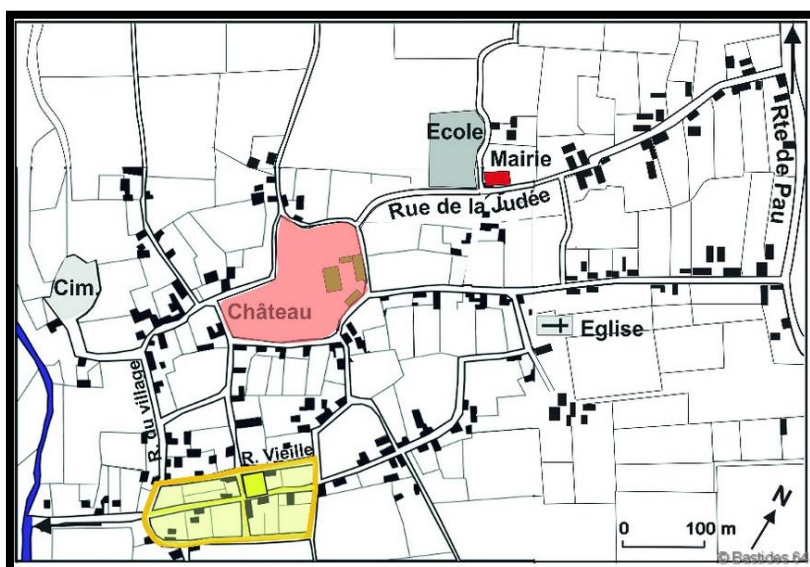 Ecole
Mairie
Rue de la Judée
Rte de Pau
Cim.
Château
Eglise
R. du village
R. Vieille
N
0 100 m
© Bastides 64